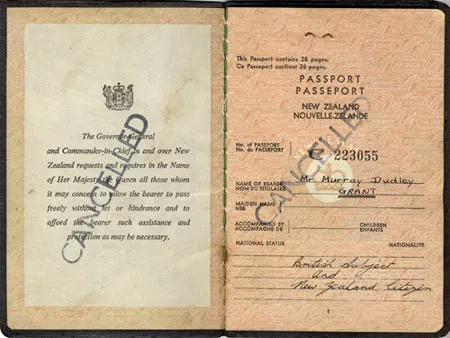 The Governor-General
and Commander-in-Chief in and over New
Zealand requests and requires in the Name
of Her Majesty the Queen all those whom
it may concern to allow the bearer to pass
freely without let or hindrance and to
afford the bearer such assistance and
protection as may be necessary.
CANCELLED
This Passport contains 28 pages.
Ce Passeport contient 28 pages.
PASSPORT
PASSEPORT
NEW ZEALAND
NOUVELLE-ZELANDE
No. of PASSPORT
No. du PASSEPORT
C 223055
NAME OF BEARER
NOM DU TITULAIRE
Mr Murray Dudley
GRANT
MAIDEN NAME
NEE
ACCOMPANIED BY
ACCOMPAGNE DE
CHILDREN
ENFANTS
NATIONAL STATUS
NATIONALITE
British Subject
and
New Zealand Citizen
CANCELLED
1